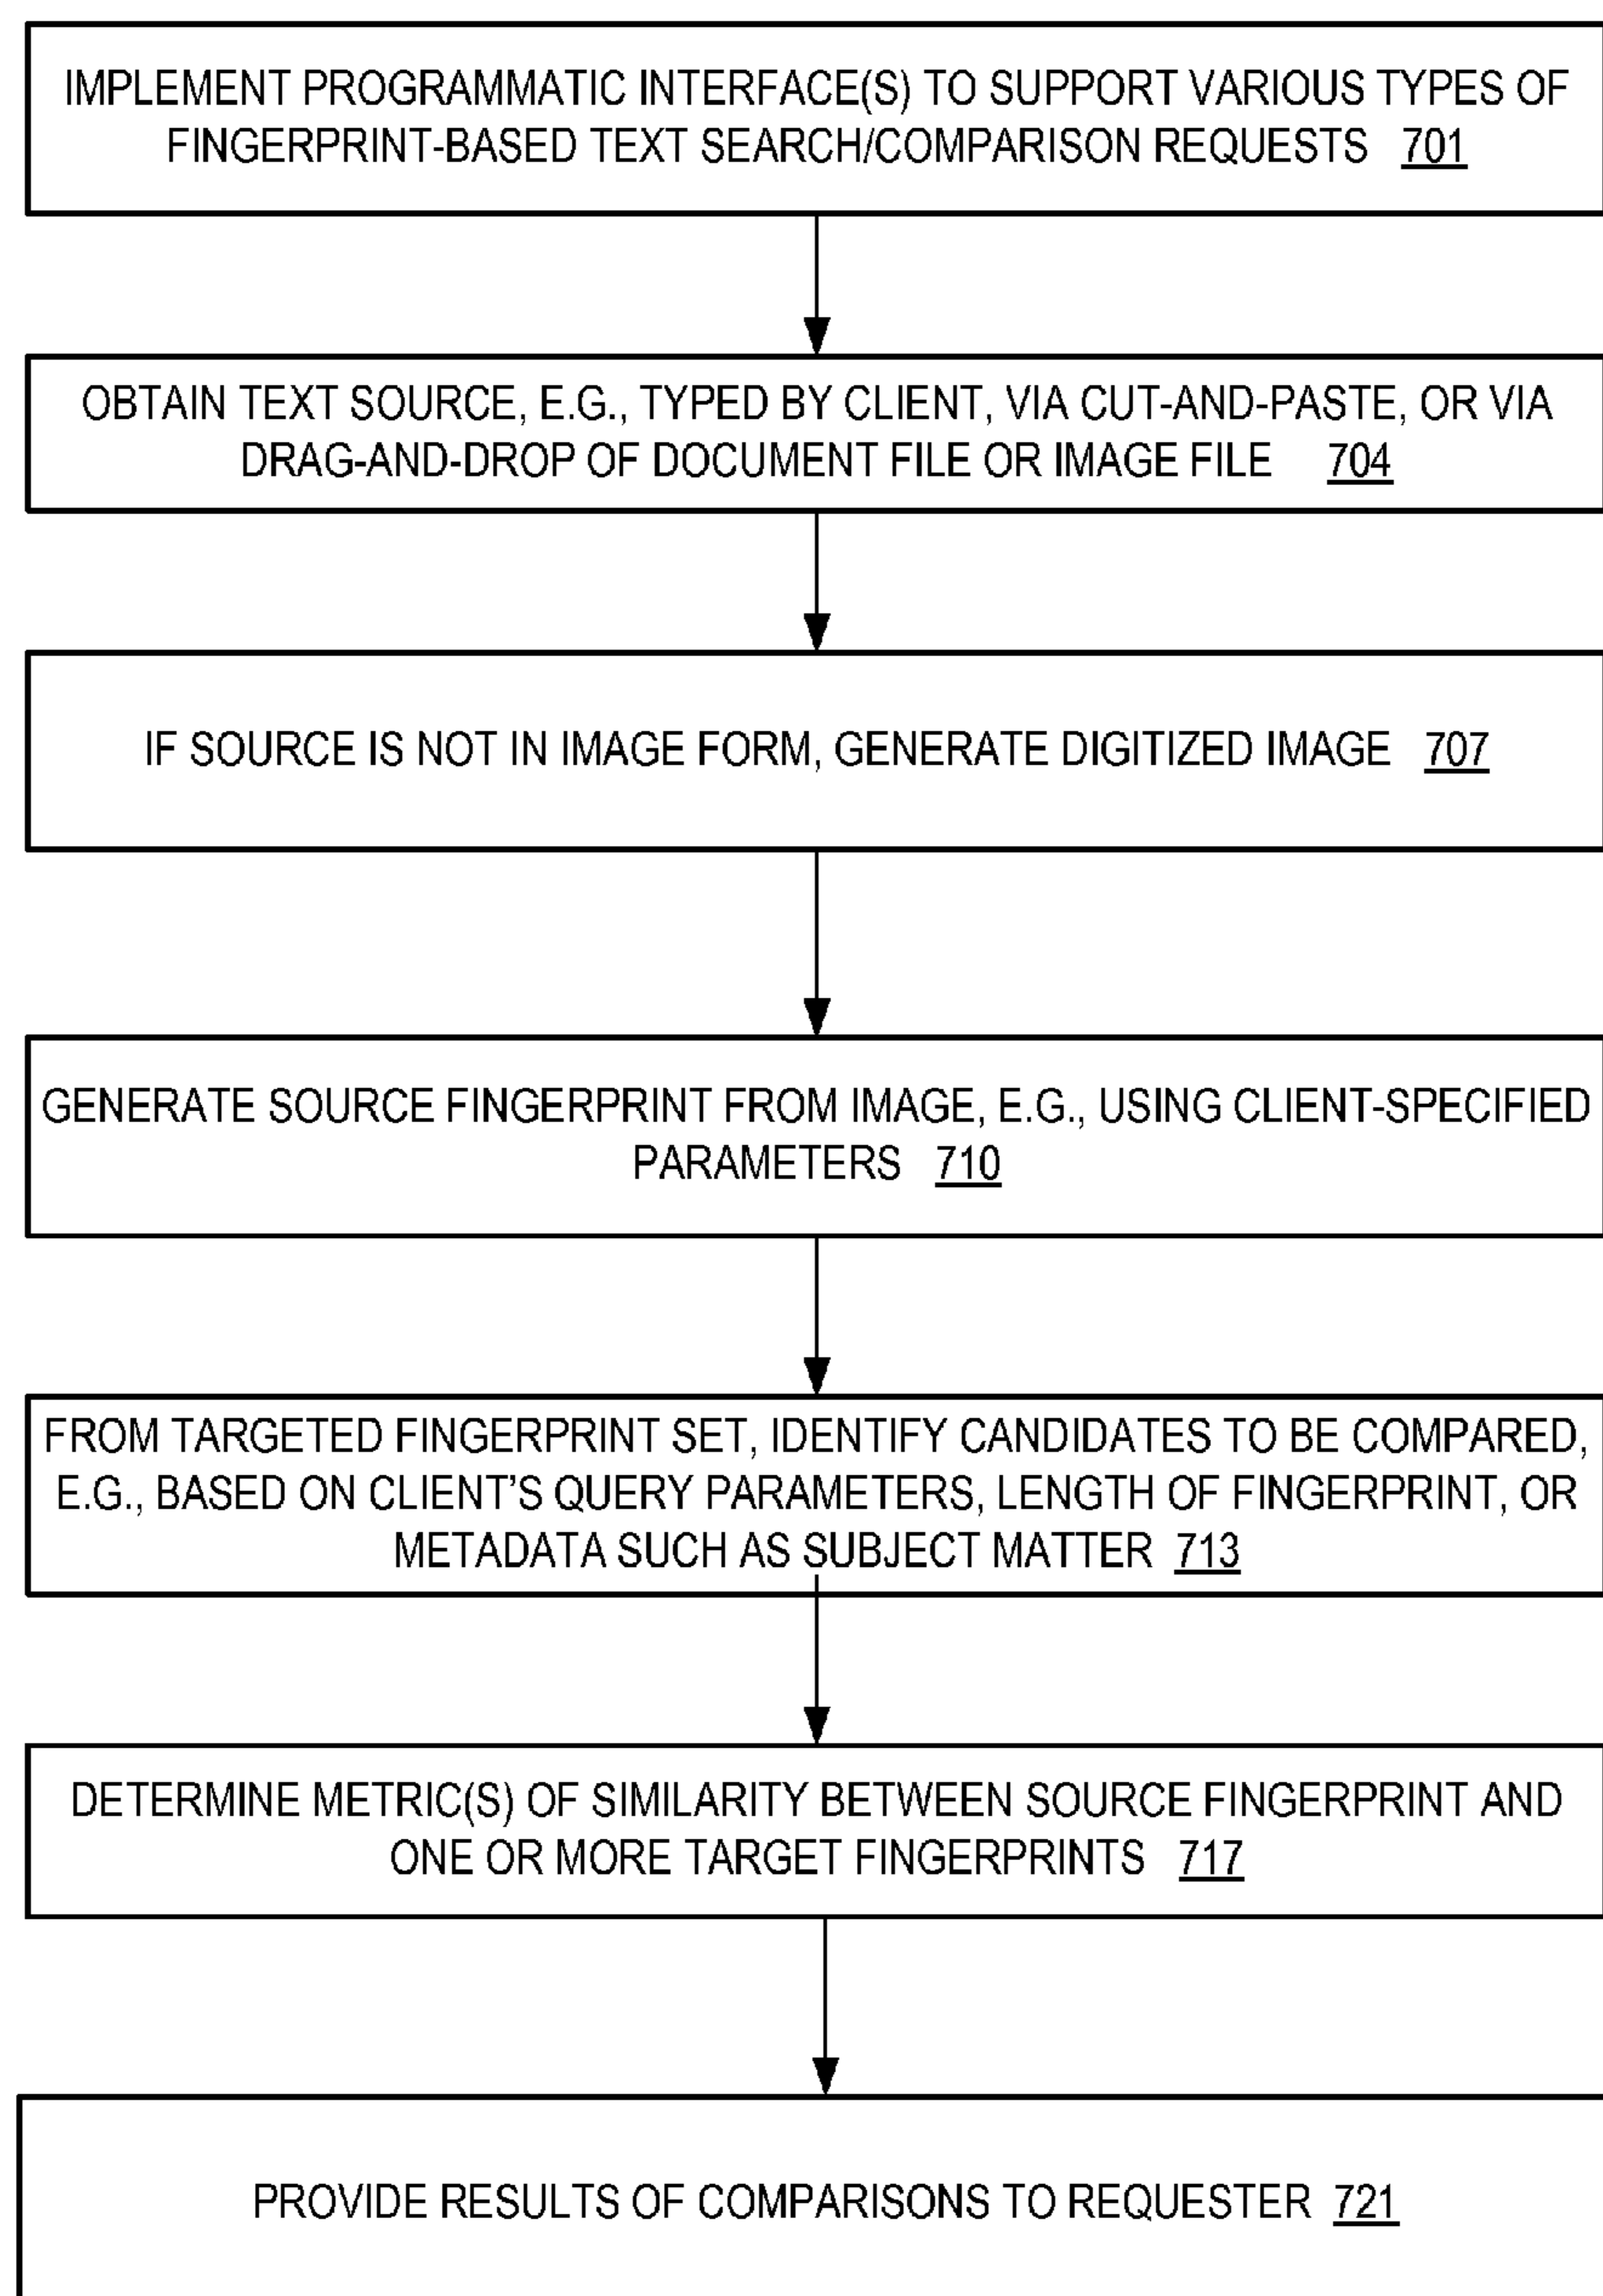 IMPLEMENT PROGRAMMATIC INTERFACE(S) TO SUPPORT VARIOUS TYPES OF
FINGERPRINT-BASED TEXT SEARCH/COMPARISON REQUESTS 701
OBTAIN TEXT SOURCE, E.G., TYPED BY CLIENT, VIA CUT-AND-PASTE, OR VIA
DRAG-AND-DROP OF DOCUMENT FILE OR IMAGE FILE 704
IF SOURCE IS NOT IN IMAGE FORM, GENERATE DIGITIZED IMAGE 707
GENERATE SOURCE FINGERPRINT FROM IMAGE, E.G., USING CLIENT-SPECIFIED
PARAMETERS 710
FROM TARGETED FINGERPRINT SET, IDENTIFY CANDIDATES TO BE COMPARED,
E.G., BASED ON CLIENT'S QUERY PARAMETERS, LENGTH OF FINGERPRINT, OR
METADATA SUCH AS SUBJECT MATTER 713
DETERMINE METRIC(S) OF SIMILARITY BETWEEN SOURCE FINGERPRINT AND
ONE OR MORE TARGET FINGERPRINTS 717
PROVIDE RESULTS OF COMPARISONS TO REQUESTER 721